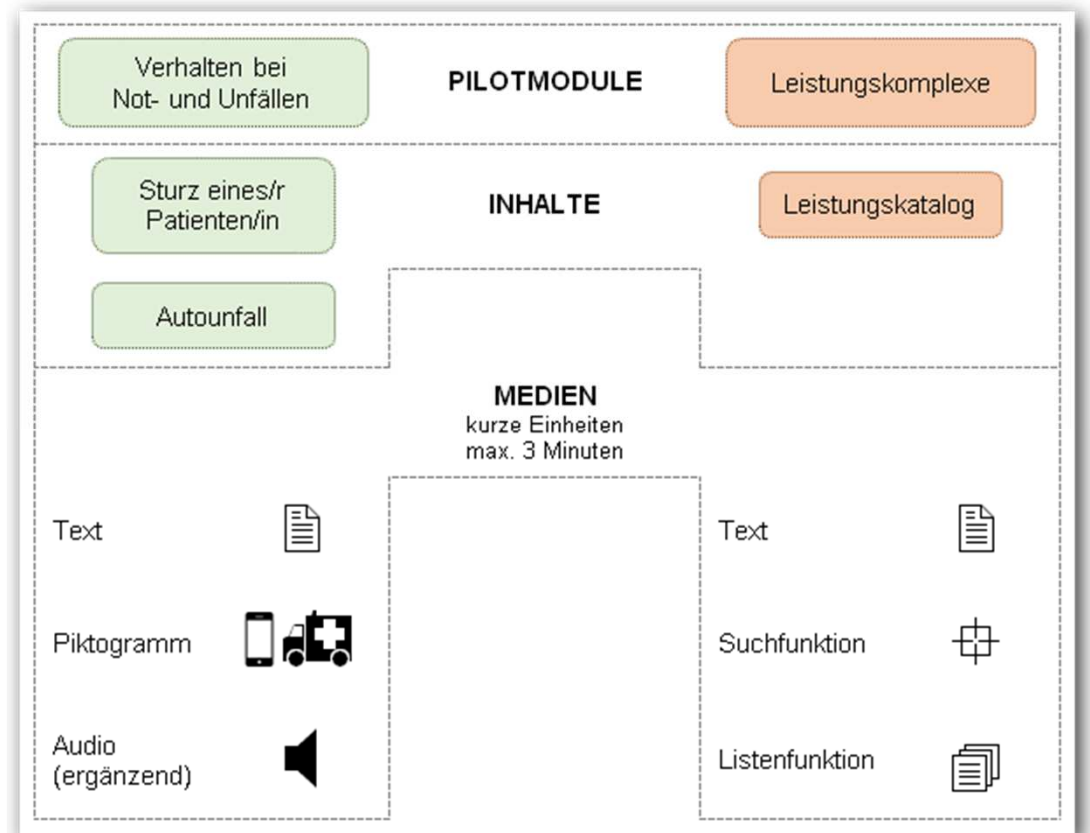 Verhalten bei
Not- und Unfällen
PILOTMODULE
Leistungskomplexe
Sturz eines/r
Patienten/in
INHALTE
Leistungskatalog
Autounfall
MEDIEN
kurze Einheiten
max. 3 Minuten
Text
Text
Piktogramm
Suchfunktion
Audio
(ergänzend)
Listenfunktion